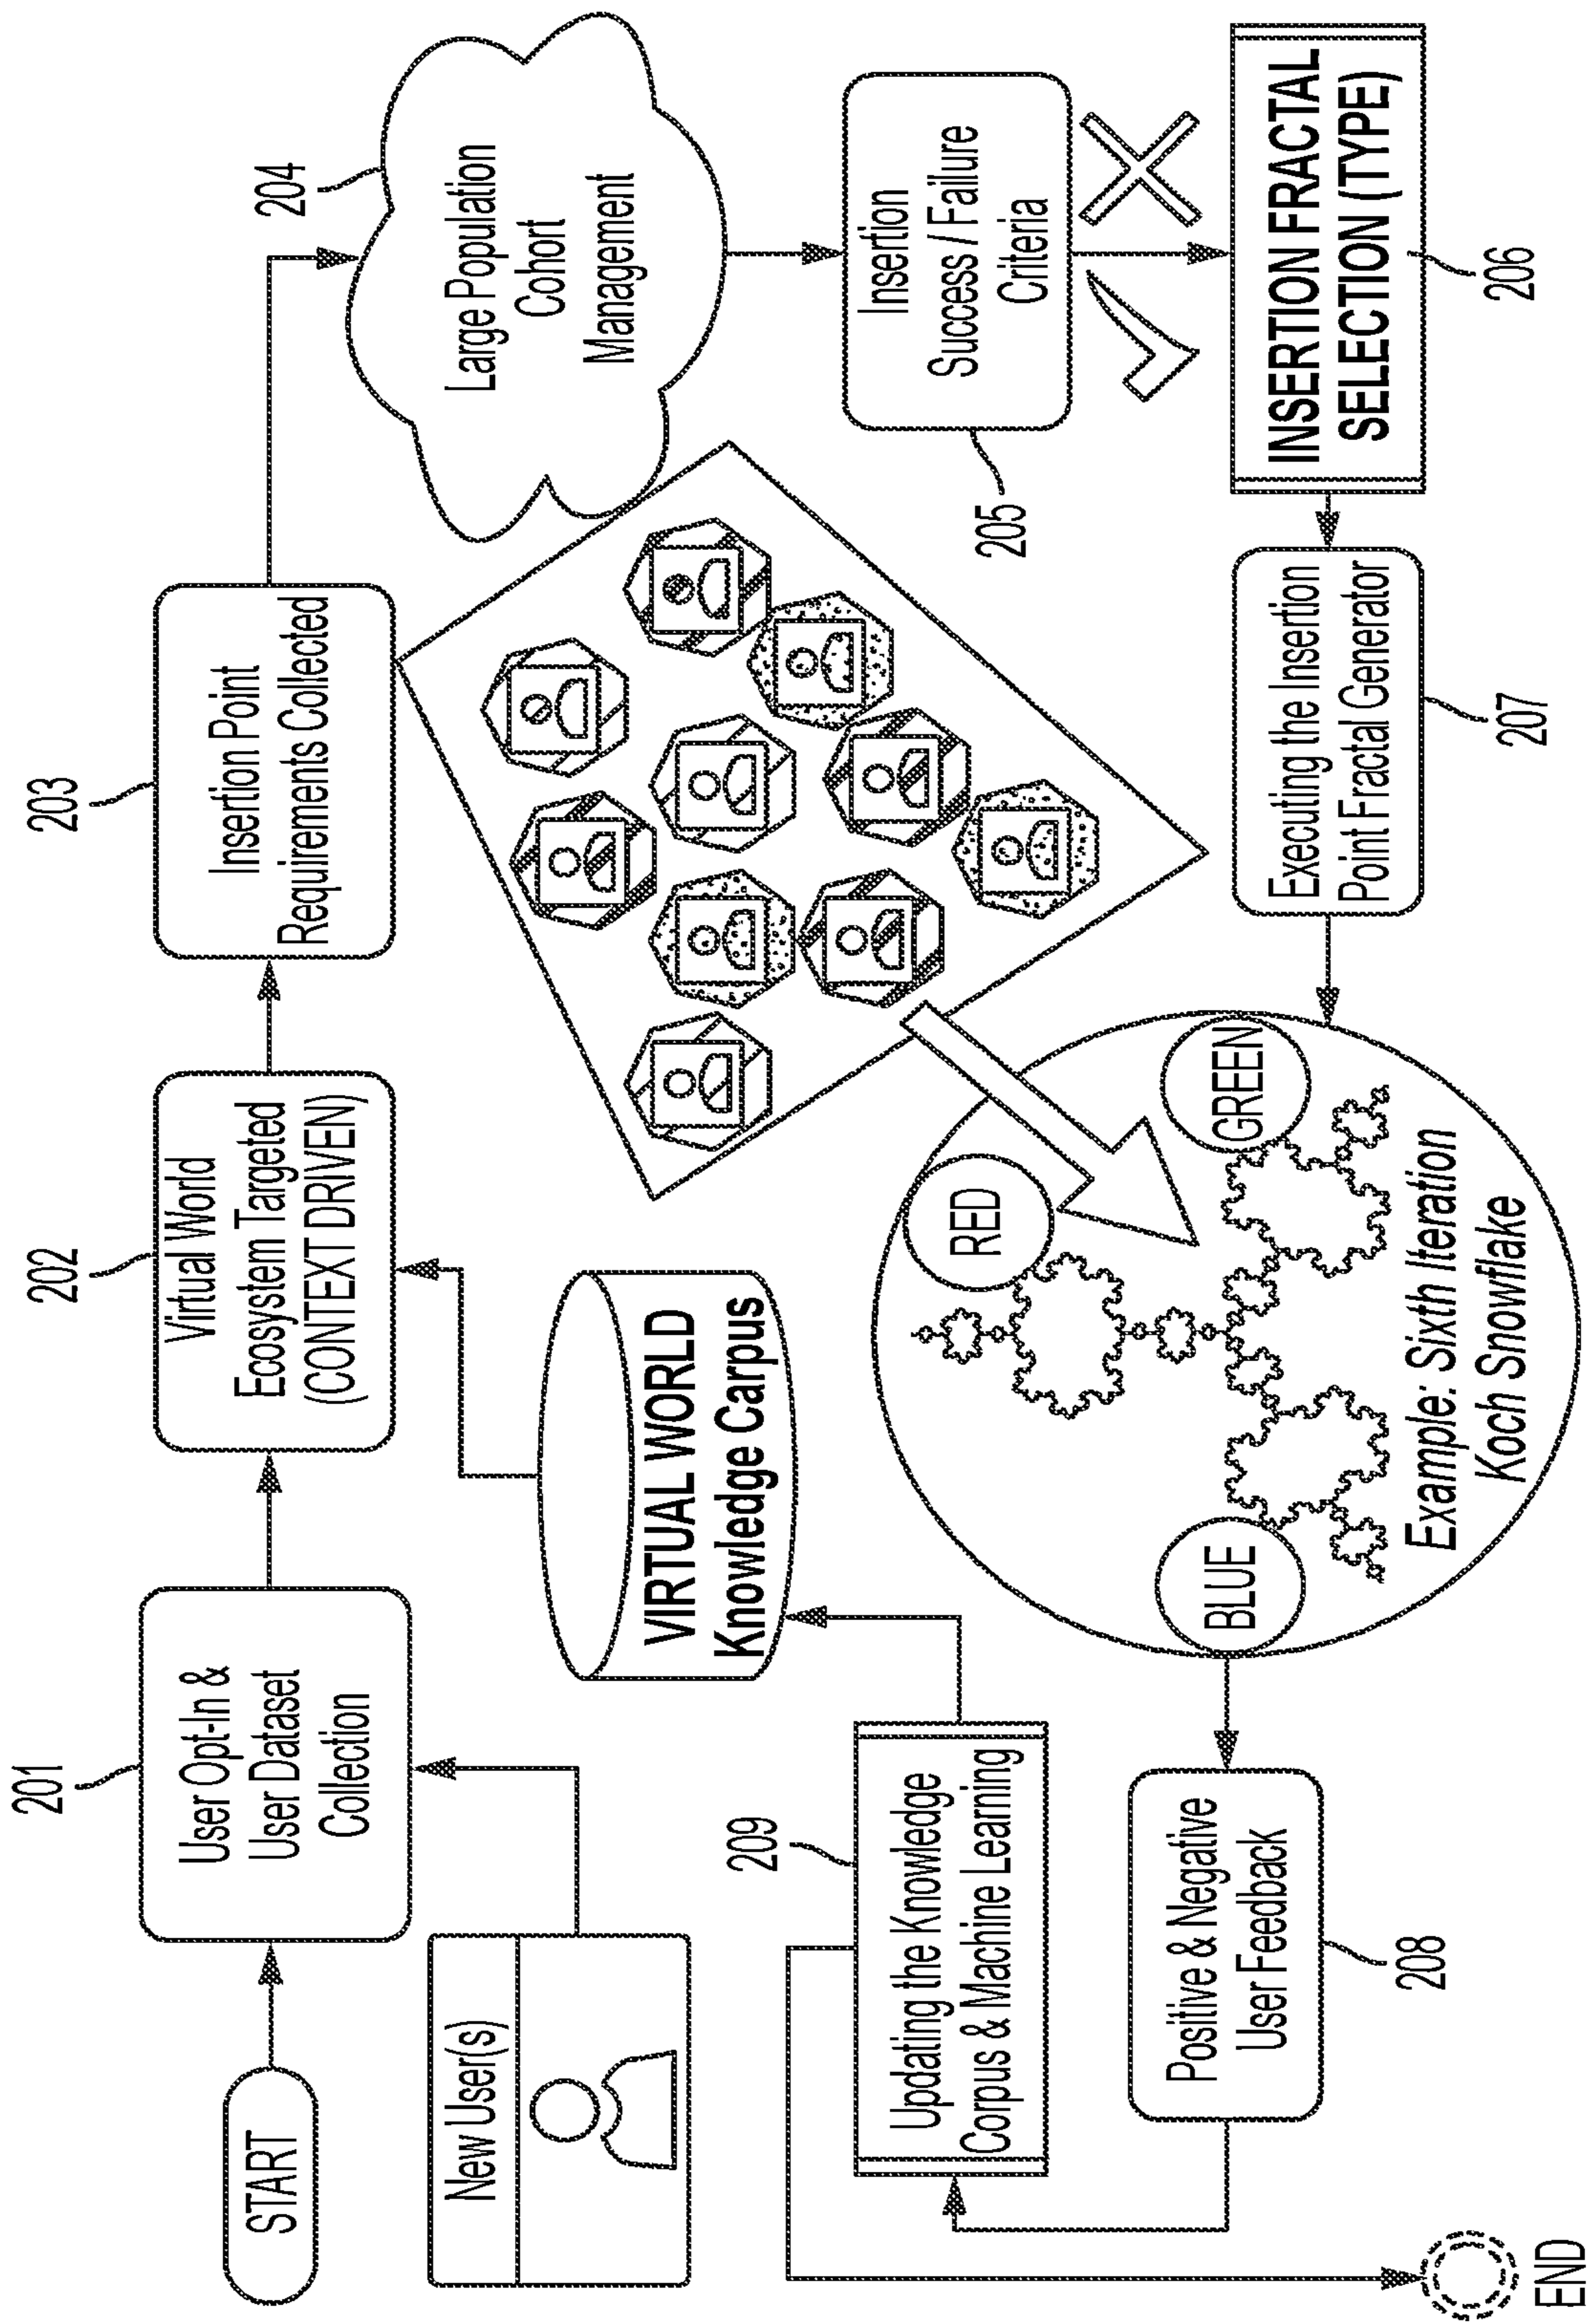 START
201
User Opt-In &
User Dataset
Collection
New User(s)
202
Virtual World
Ecosystem Targeted
(CONTEXT DRIVEN)
VIRTUAL WORLD
Knowledge Carpus
203
Insertion Point
Requirements Collected
204
Large Population
Cohort
Management
205
Insertion
Success / Failure
Criteria
INSERTION FRACTAL
SELECTION (TYPE)
206
Executing the Insertion
Point Fractal Generator
207
RED
GREEN
BLUE
Example: Sixth Iteration
Koch Snowflake
Positive & Negative
User Feedback
208
209
Updating the Knowledge
Corpus & Machine Learning
END